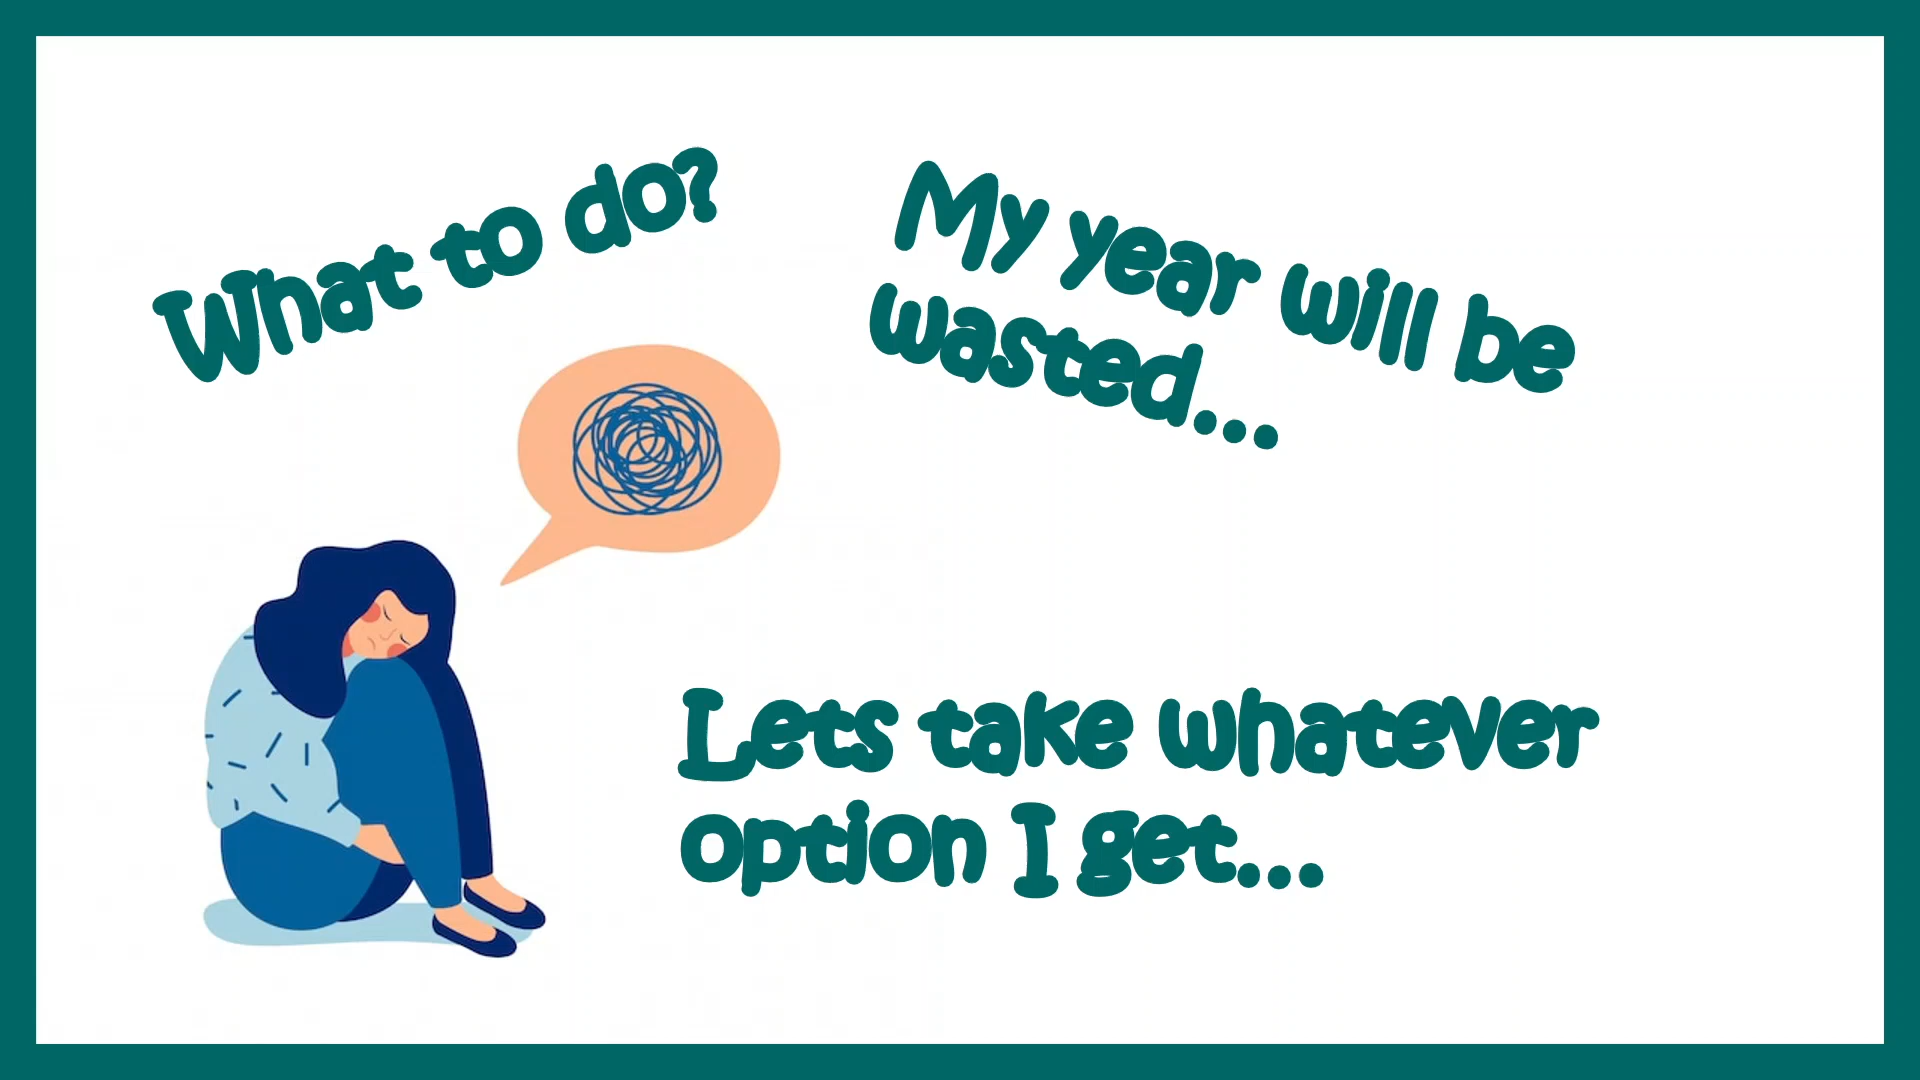 What to do?
My year will be
wasted...
Lets take whatever
option I get...